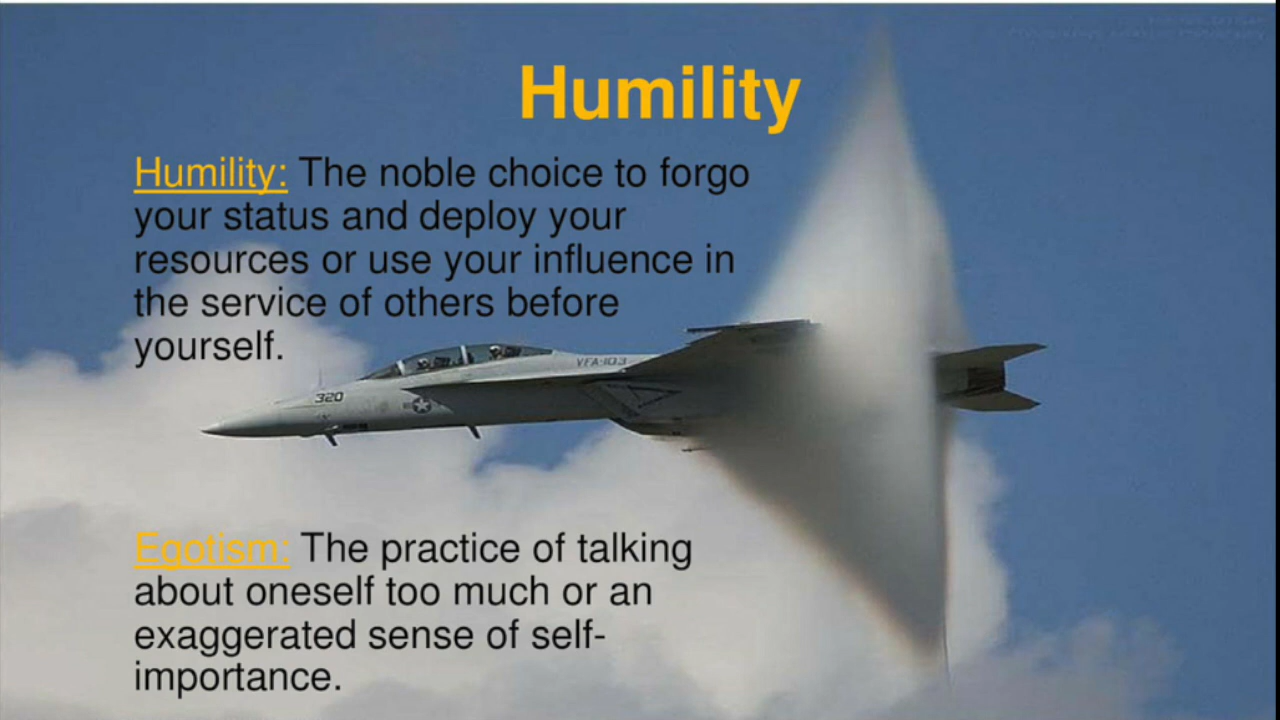 Humility
Humility: The noble choice to forgo
your status and deploy your
resources or use your influence in
the service of others before
yourself.
VFA-103
320
Egotism: The practice of talking
about oneself too much or an
exaggerated sense of self-
importance.